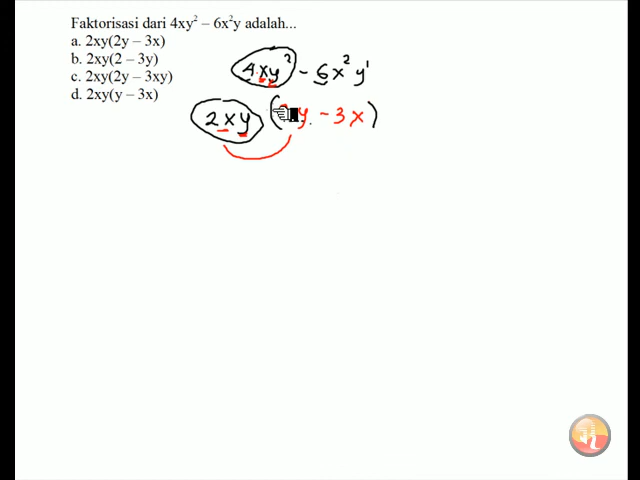 Faktorisasi dari 4xy² – 6x²y adalah...
a. 2xy(2y – 3x)
b. 2xy(2 – 3y)
c. 2xy(2y – 3xy)
d. 2xy(y – 3x)
4xy² - 6x²y¹
2xy ( y - 3x )